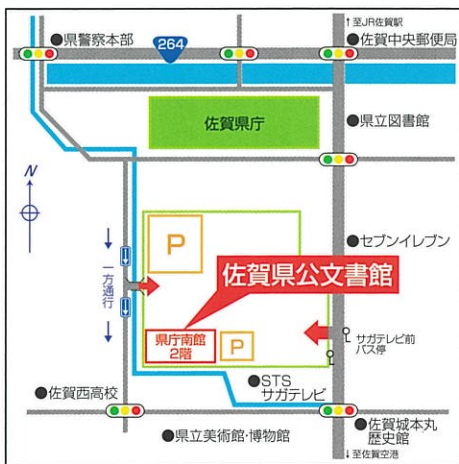 ↑至JR佐賀駅
●県警察本部
264
●佐賀中央郵便局
佐賀県庁
●県立図書館
N
P
●セブンイレブン
佐賀県公文書館
一方通行
県庁南館
2階
P
サガテレビ前
バス停
●STS
サガテレビ
●佐賀西高校
●県立美術館・博物館
●佐賀城本丸
歴史館
↓至佐賀空港